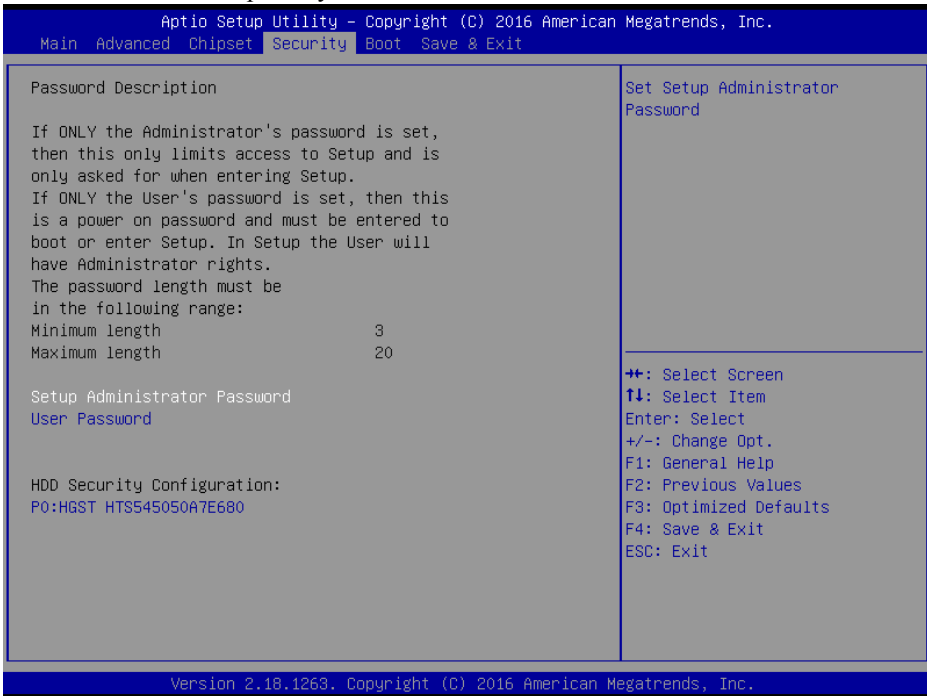 Aptio Setup Utility – Copyright (C) 2016 American Megatrends, Inc.
Main Advanced Chipset Security Boot Save & Exit
Password Description
If ONLY the Administrator's password is set,
then this only limits access to Setup and is
only asked for when entering Setup.
If ONLY the User's password is set, then this
is a power on password and must be entered to
boot or enter Setup. In Setup the User will
have Administrator rights.
The password length must be
in the following range:
Minimum length 3
Maximum length 20
Setup Administrator Password
User Password
HDD Security Configuration:
P0:HGST HTS545050A7E680
Set Setup Administrator
Password
→←: Select Screen
↑↓: Select Item
Enter: Select
+/-: Change Opt.
F1: General Help
F2: Previous Values
F3: Optimized Defaults
F4: Save & Exit
ESC: Exit
Version 2.18.1263. Copyright (C) 2016 American Megatrends, Inc.